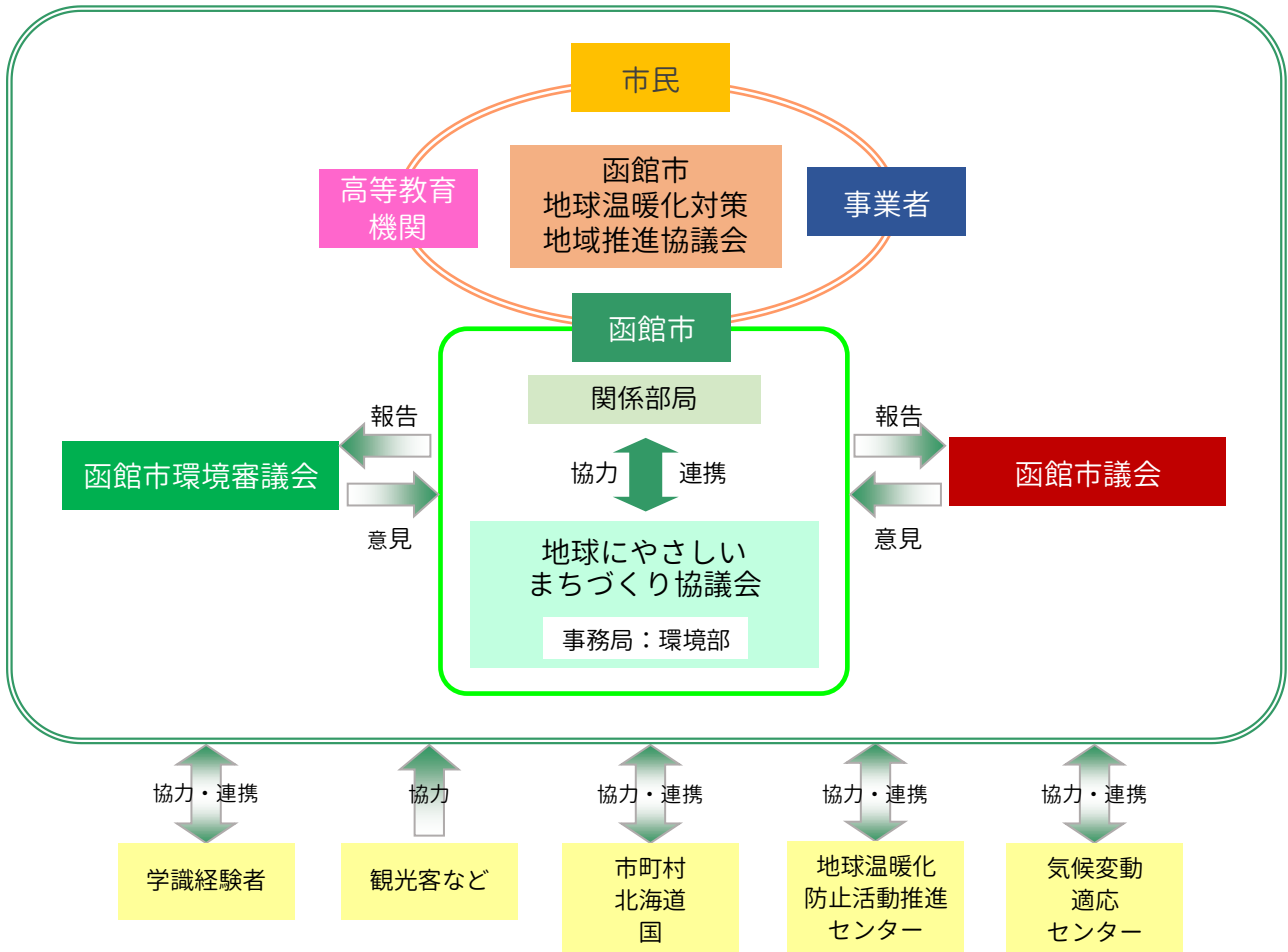 市民
高等教育
機関
函館市
地球温暖化対策
地域推進協議会
事業者
函館市
関係部局
報告
報告
函館市環境審議会
協力
連携
函館市議会
意見
意見
地球にやさしい
まちづくり協議会
事務局：環境部
協力・連携
協力
協力・連携
協力・連携
協力・連携
学識経験者
観光客など
市町村
北海道
国
地球温暖化
防止活動推進
センター
気候変動
適応
センター